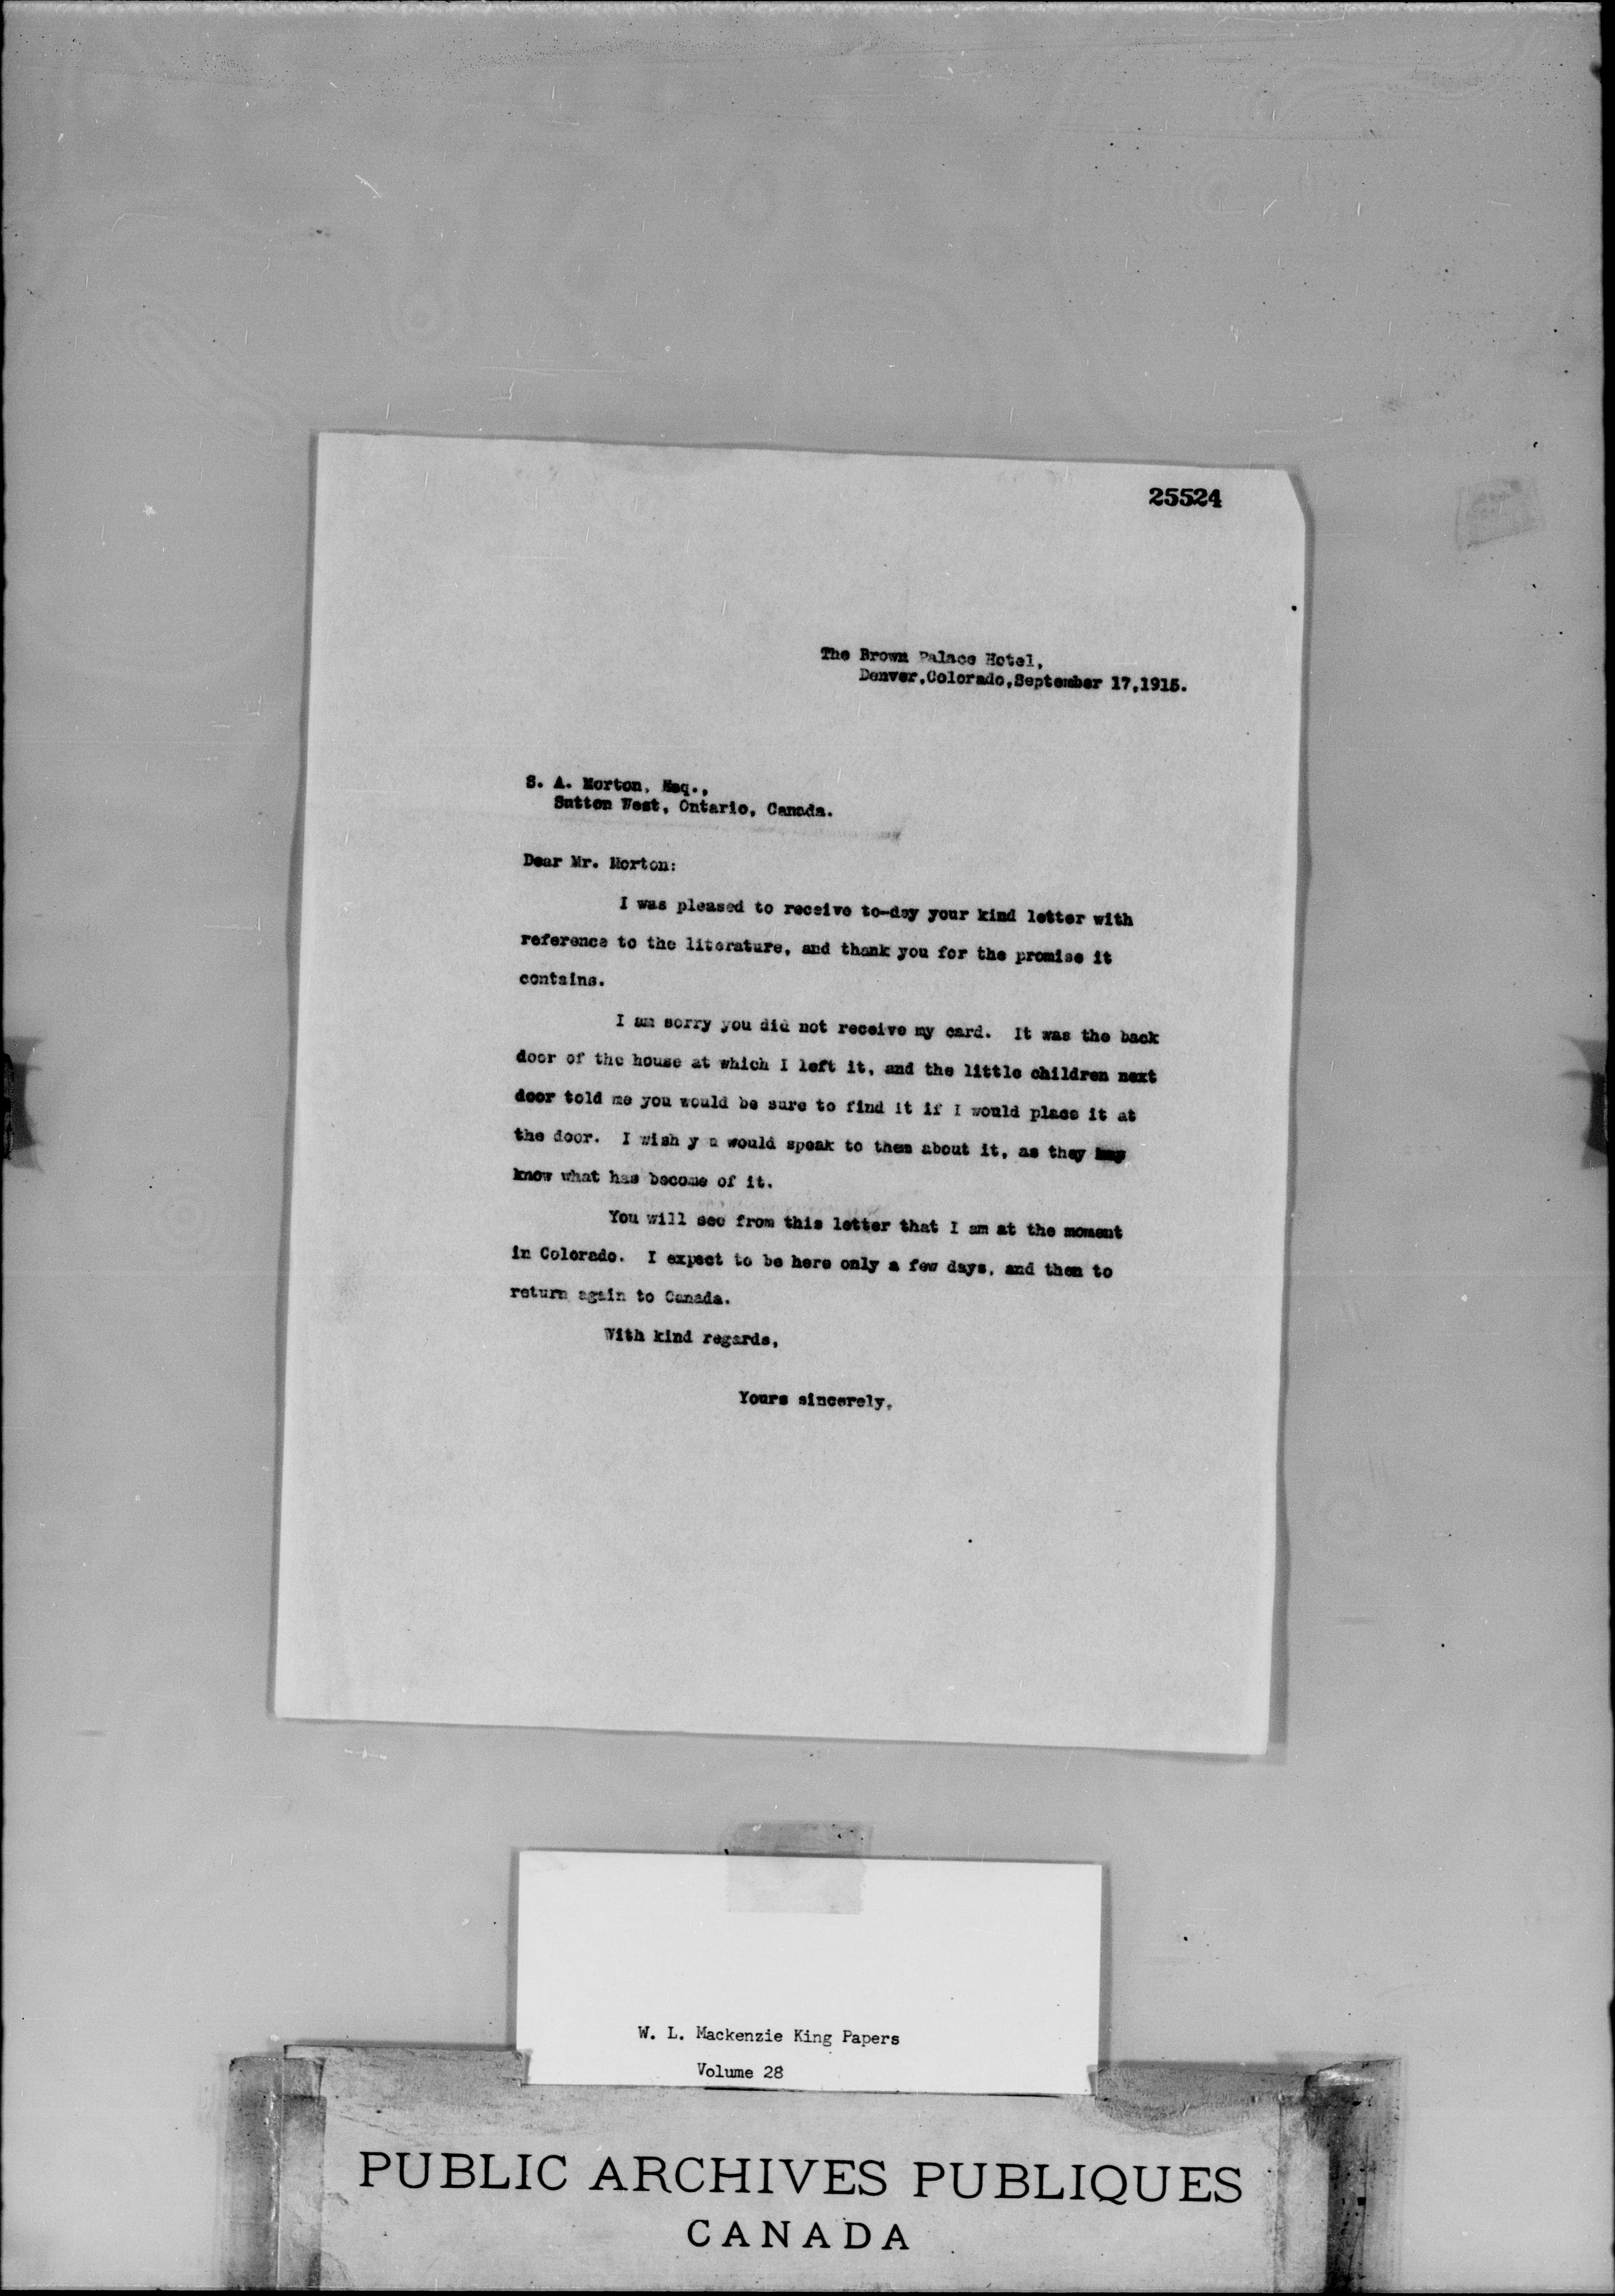 25524
The Brown Palace Hotel,
Denver,Colorado,September 17,1915.
S. A. Morton, Esq.,
Sutton West, Ontario, Canada.
Dear Mr. Morton:
I was pleased to receive to-day your kind letter with
reference to the literature, and thank you for the promise it
contains.
I am sorry you did not receive my card. It was the back
door of the house at which I left it, and the little children next
door told me you would be sure to find it if I would place it at
the door. I wish y u would speak to them about it, as they may
know what has become of it.
You will see from this letter that I am at the moment
in Colorado. I expect to be here only a few days, and then to
return again to Canada.
With kind regards,
Yours sincerely,
W. L. Mackenzie King Papers
Volume 28
PUBLIC ARCHIVES PUBLIQUES
CANADA